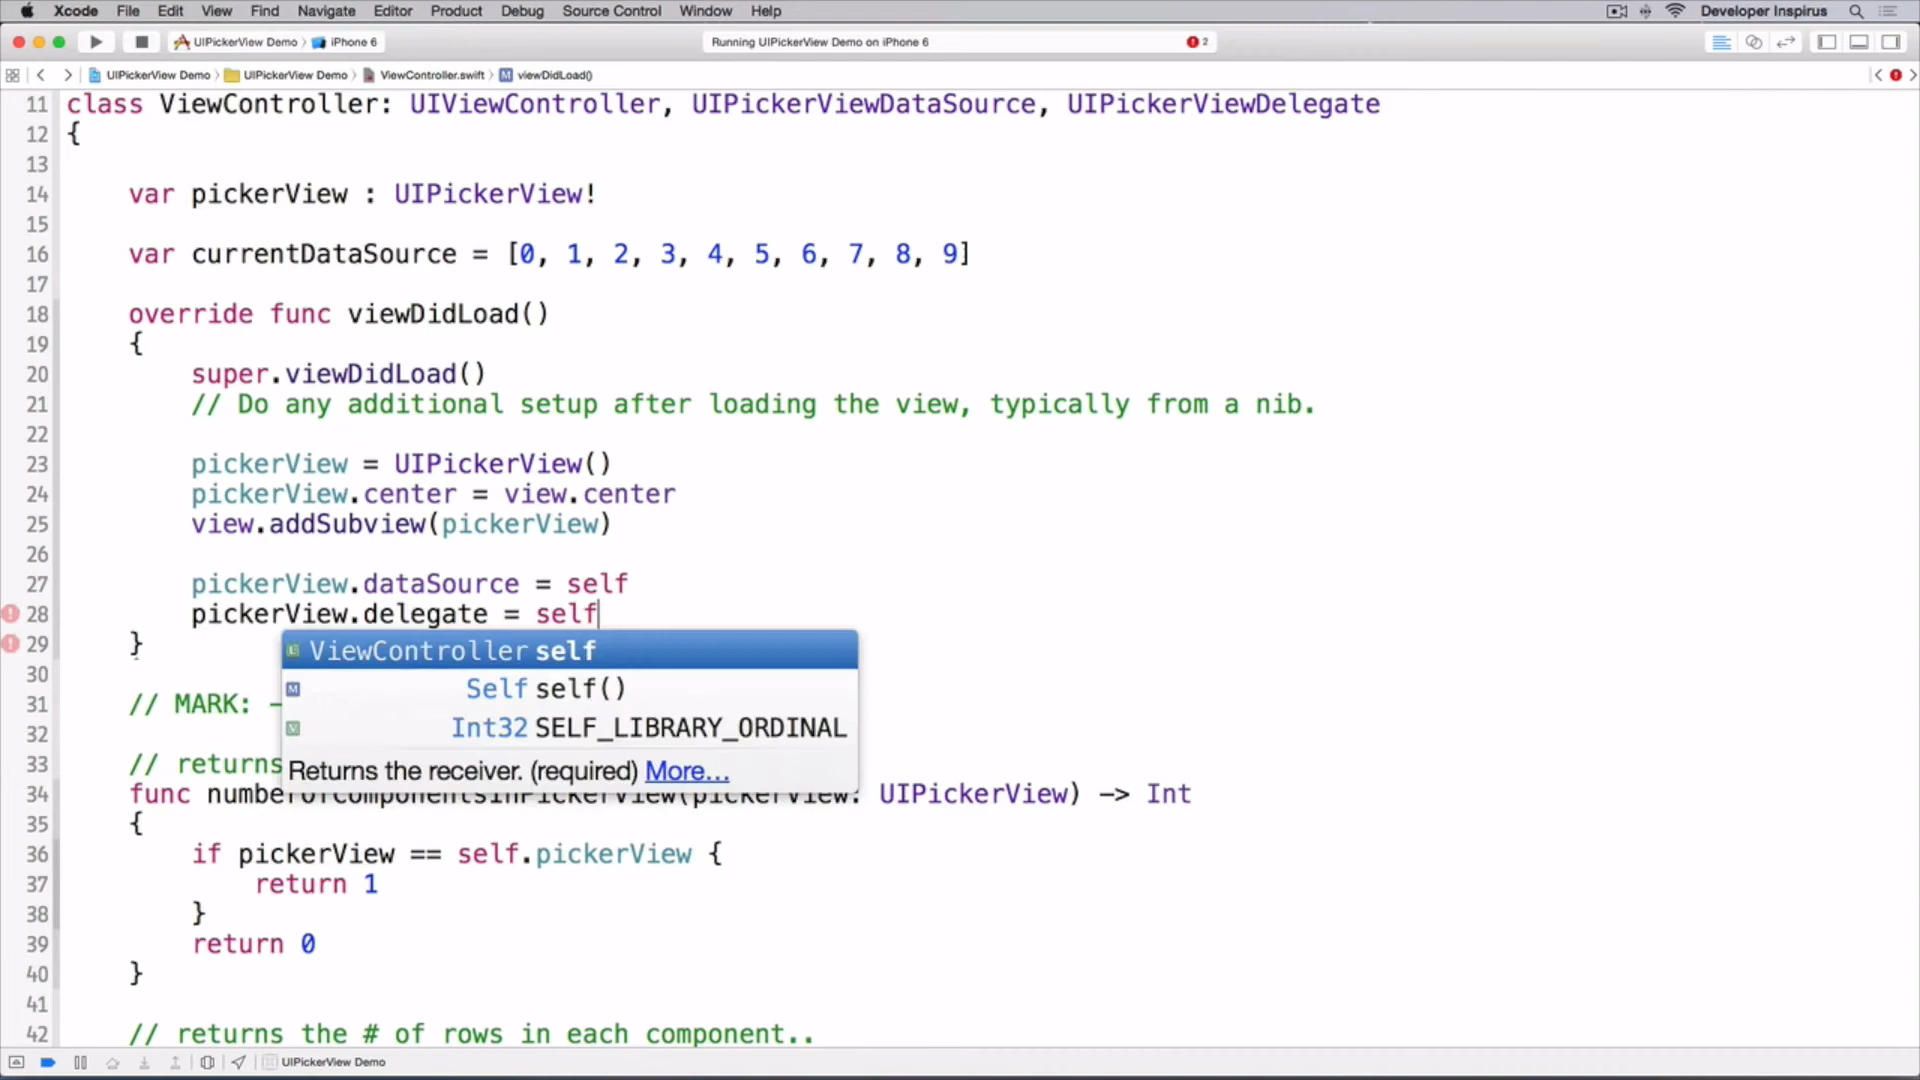 Xcode File Edit View Find Navigate Editor Product Debug Source Control Window Help Developer Inspirus
UIPickerView Demo iPhone 6 Running UIPickerView Demo on iPhone 6 2
UIPickerView Demo UIPickerView Demo ViewController.swift M viewDidLoad()
11 class ViewController: UIViewController, UIPickerViewDataSource, UIPickerViewDelegate
12 {
13
14 var pickerView : UIPickerView!
15
16 var currentDataSource = [0, 1, 2, 3, 4, 5, 6, 7, 8, 9]
17
18 override func viewDidLoad()
19 {
20 super.viewDidLoad()
21 // Do any additional setup after loading the view, typically from a nib.
22
23 pickerView = UIPickerView()
24 pickerView.center = view.center
25 view.addSubview(pickerView)
26
27 pickerView.dataSource = self
28 pickerView.delegate = self
29 }
L ViewController self
30
M Self self()
31 // MARK: -
V Int32 SELF_LIBRARY_ORDINAL
32
33 // returns
Returns the receiver. (required) More...
34 func numberOfComponentsInPickerView(pickerView: UIPickerView) -> Int
35 {
36 if pickerView == self.pickerView {
37 return 1
38 }
39 return 0
40 }
41
42 // returns the # of rows in each component..
UIPickerView Demo